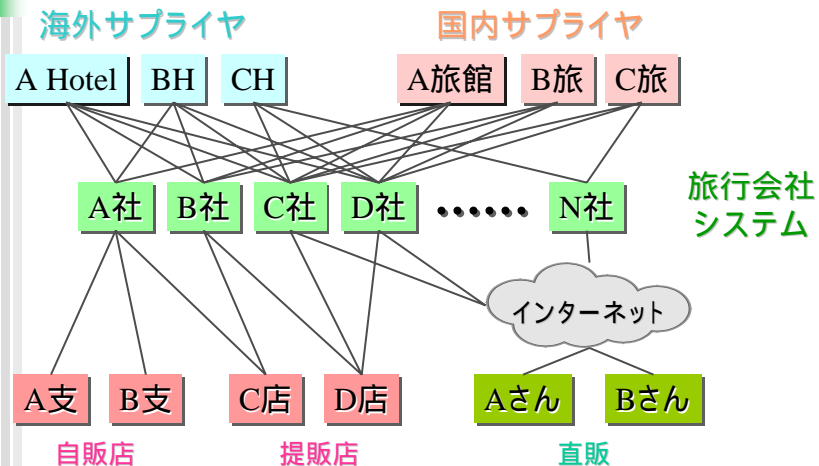 海外サプライヤ
国内サプライヤ
A Hotel
BH
CH
A旅館
B旅
C旅
A社
B社
C社
D社
••••••
N社
旅行会社
システム
インターネット
A支
B支
C店
D店
Aさん
Bさん
自販店
提販店
直販